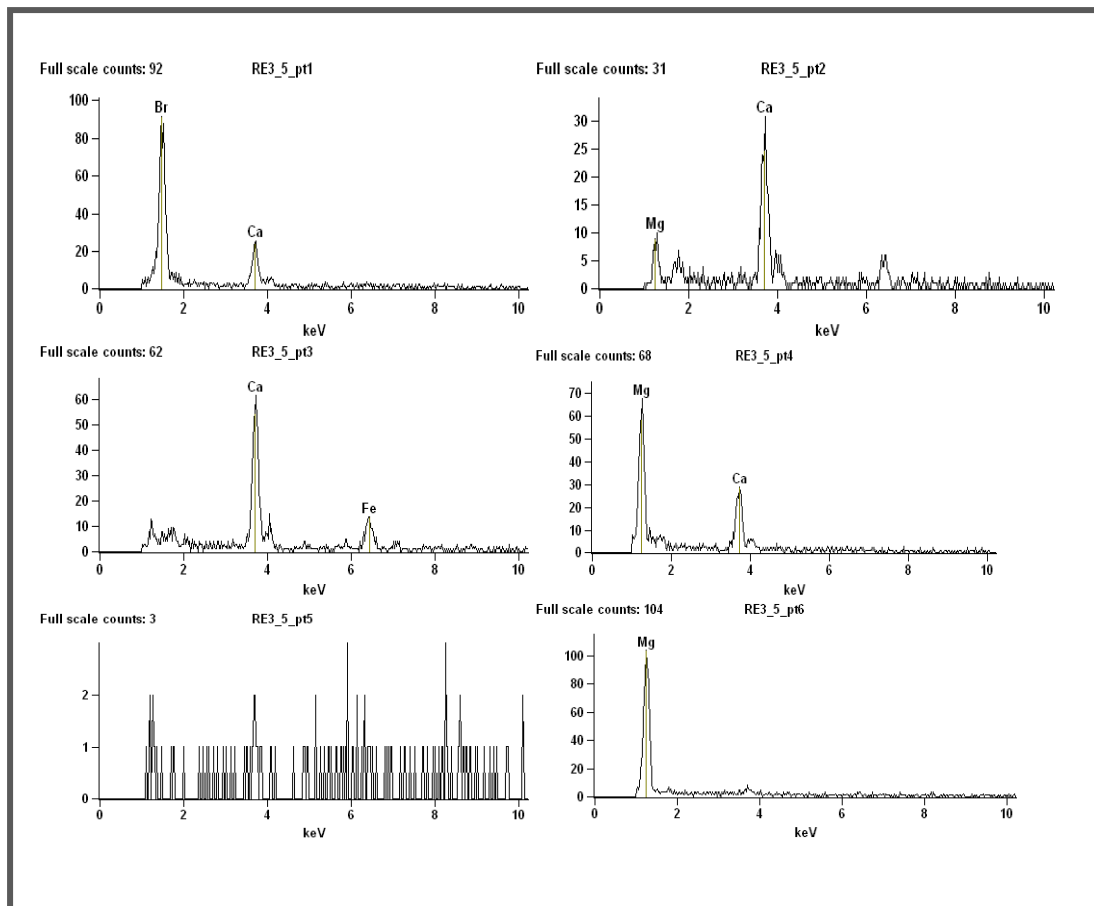 Full scale counts: 92 RE3_5_pt1
100
80
60
40
20
0
Br
Ca
0 2 4 6 8 10
keV
Full scale counts: 31 RE3_5_pt2
30
25
20
15
10
5
0
Mg
Ca
0 2 4 6 8 10
keV
Full scale counts: 62 RE3_5_pt3
60
50
40
30
20
10
0
Ca
Fe
0 2 4 6 8 10
keV
Full scale counts: 68 RE3_5_pt4
70
60
50
40
30
20
10
0
Mg
Ca
0 2 4 6 8 10
keV
Full scale counts: 3 RE3_5_pt5
2
1
0
0 2 4 6 8 10
keV
Full scale counts: 104 RE3_5_pt6
100
80
60
40
20
0
Mg
0 2 4 6 8 10
keV